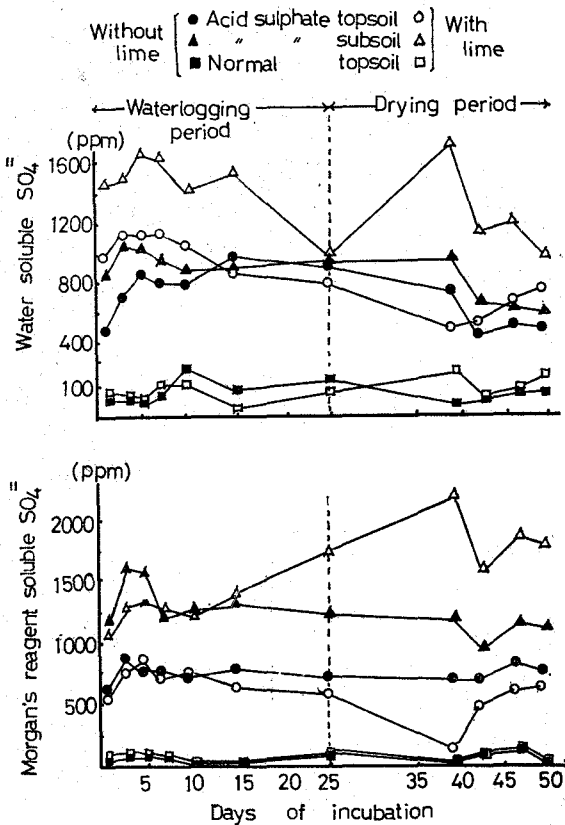 Without lime
● Acid sulphate topsoil ○
▲ " " subsoil △
■ Normal topsoil □
With lime
Waterlogging period
Drying period
(ppm)
Water soluble SO₄⁼
1600
1200
800
400
100
(ppm)
Morgan's reagent soluble SO₄⁼
2000
1500
1000
500
5 10 15 20 25 35 40 45 50
Days of incubation